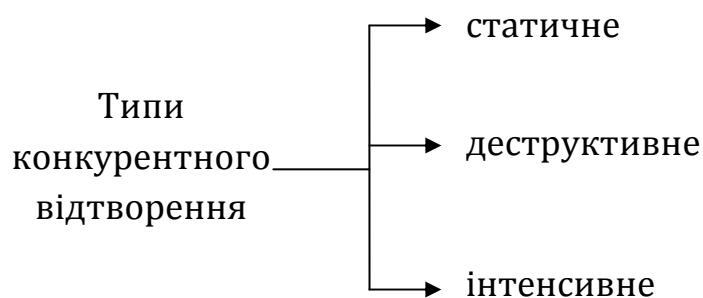 Типи
конкурентного
відтворення
статичне
деструктивне
інтенсивне